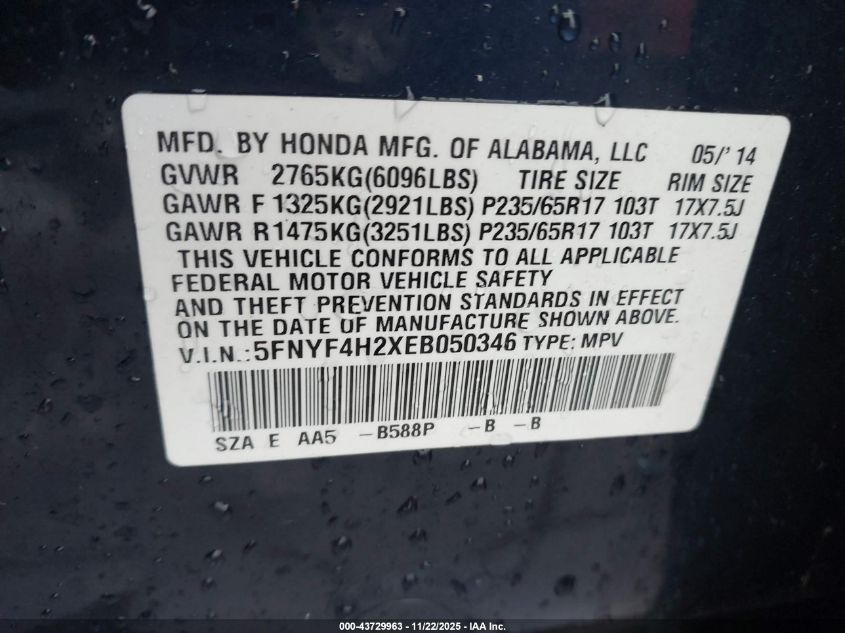 MFD. BY HONDA MFG. OF ALABAMA, LLC 05/'14
GVWR 2765KG(6096LBS) TIRE SIZE RIM SIZE
GAWR F 1325KG(2921LBS) P235/65R17 103T 17X7.5J
GAWR R 1475KG(3251LBS) P235/65R17 103T 17X7.5J
THIS VEHICLE CONFORMS TO ALL APPLICABLE
FEDERAL MOTOR VEHICLE SAFETY
AND THEFT PREVENTION STANDARDS IN EFFECT
ON THE DATE OF MANUFACTURE SHOWN ABOVE.
V.I.N.:5FNYF4H2XEB050346 TYPE: MPV
SZA E AA5 -B588P -B -B
000-43729963 - 11/22/2025 - IAA Inc.